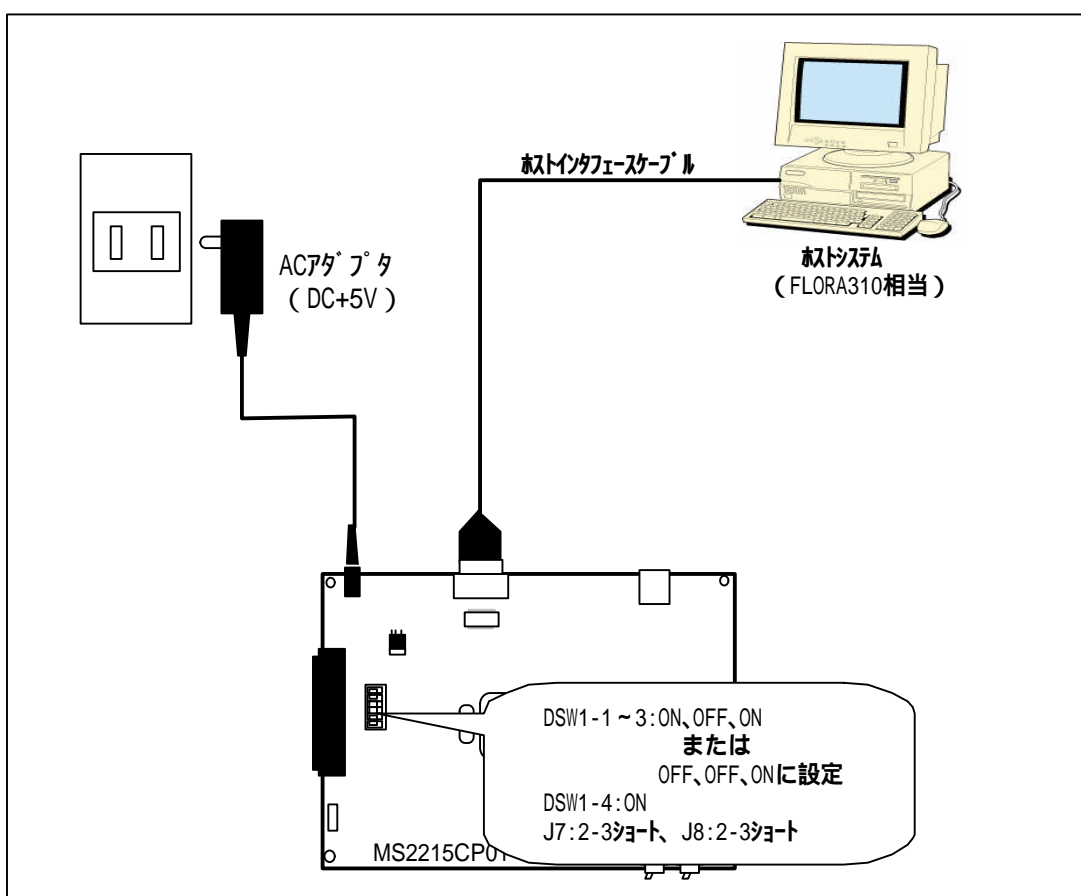 ホストインタフェースケーブル
ホストシステム
(FLORA310相当)
ACアダプタ
(DC+5V)
DSW1-1~3:ON、OFF、ON
または
OFF、OFF、ONに設定
DSW1-4:ON
J7:2-3ショート、J8:2-3ショート
MS2215CP01